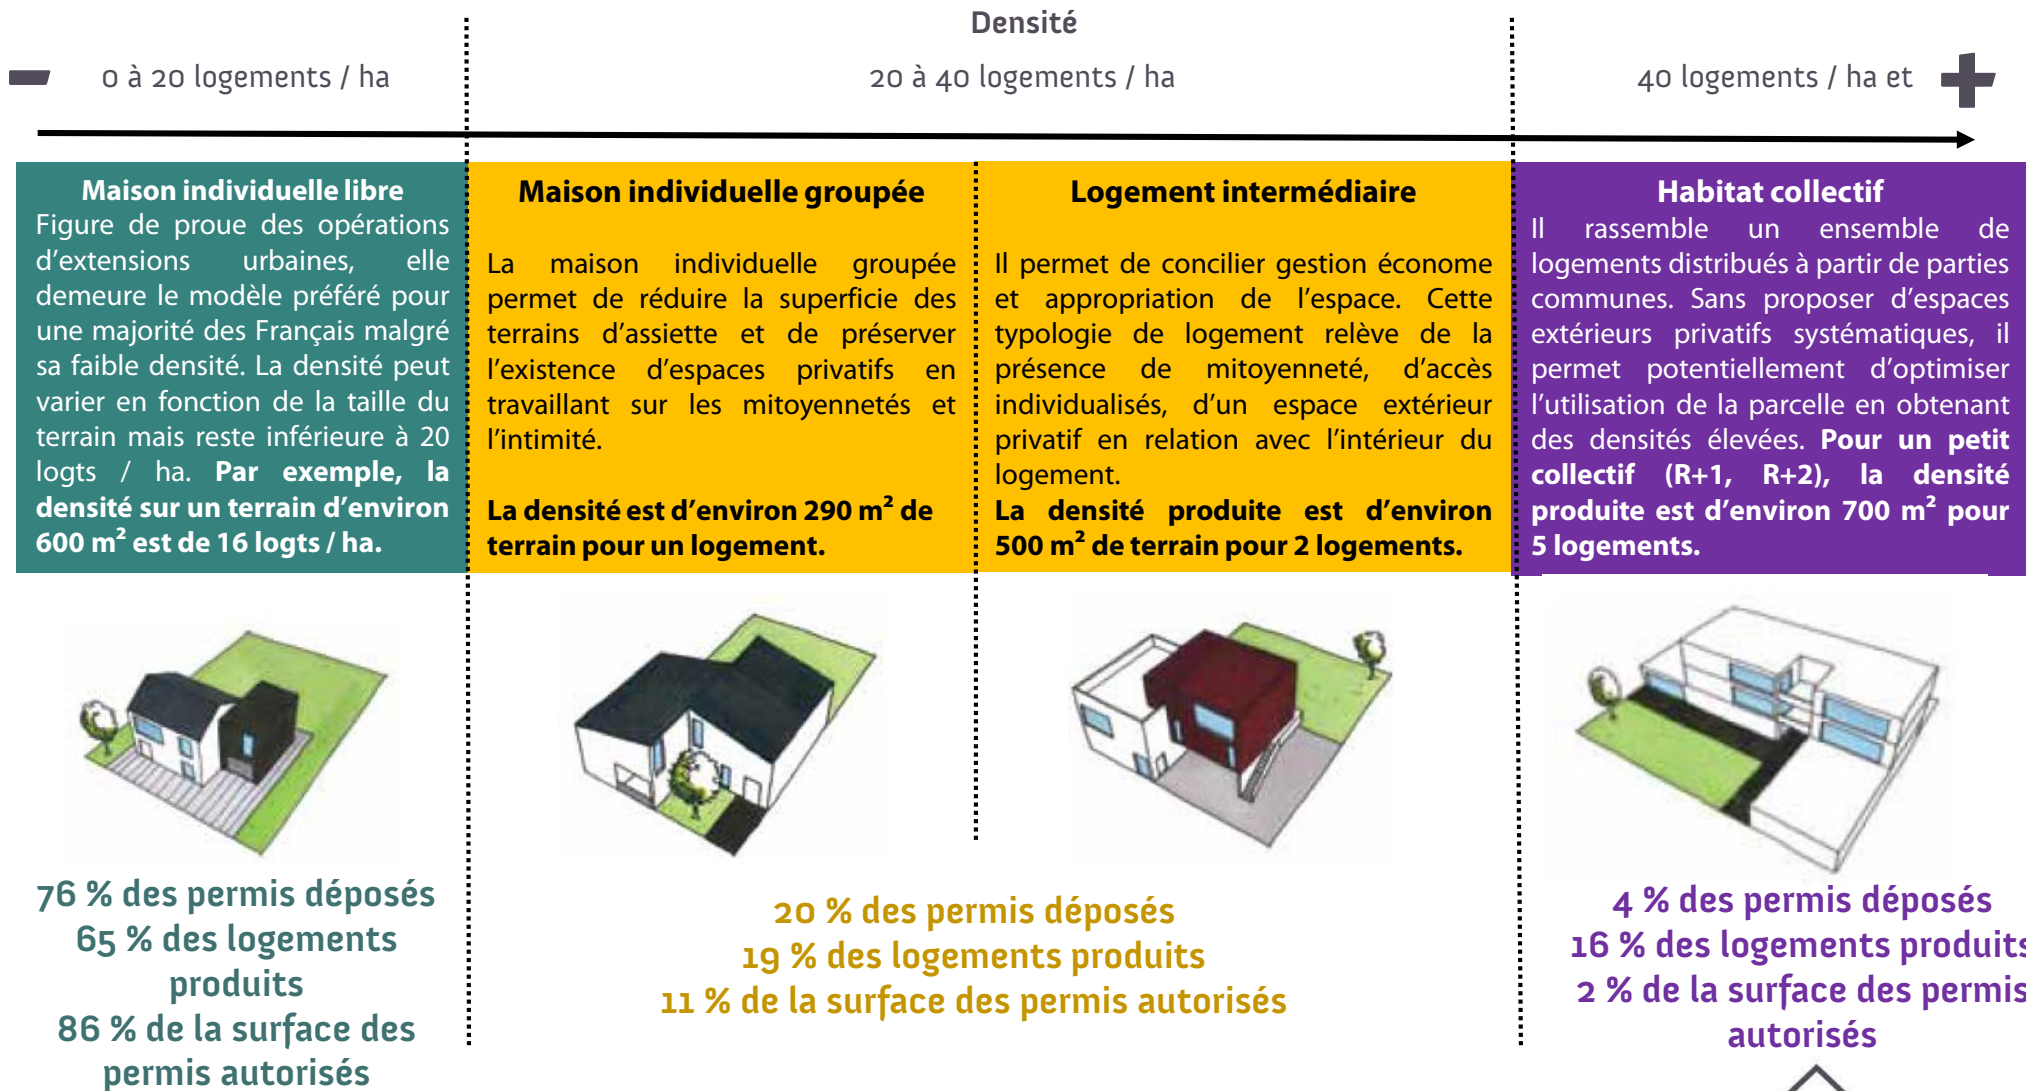 Densité
0 à 20 logements / ha
20 à 40 logements / ha
40 logements / ha et
Maison individuelle libre
Figure de proue des opérations
d'extensions urbaines, elle
demeure le modèle préféré pour
une majorité des Français malgré
sa faible densité. La densité peut
varier en fonction de la taille du
terrain mais reste inférieure à 20
logts / ha. Par exemple, la
densité sur un terrain d'environ
600 m² est de 16 logts / ha.
Maison individuelle groupée
La maison individuelle groupée
permet de réduire la superficie des
terrains d'assiette et de préserver
l'existence d'espaces privatifs en
travaillant sur les mitoyennetés et
l'intimité.
La densité est d'environ 290 m² de
terrain pour un logement.
Logement intermédiaire
Il permet de concilier gestion économe
et appropriation de l'espace. Cette
typologie de logement relève de la
présence de mitoyenneté, d'accès
individualisés, d'un espace extérieur
privatif en relation avec l'intérieur du
logement.
La densité produite est d'environ
500 m² de terrain pour 2 logements.
Habitat collectif
Il rassemble un ensemble de
logements distribués à partir de parties
communes. Sans proposer d'espaces
extérieurs privatifs systématiques, il
permet potentiellement d'optimiser
l'utilisation de la parcelle en obtenant
des densités élevées. Pour un petit
collectif (R+1, R+2), la densité
produite est d'environ 700 m² pour
5 logements.
76 % des permis déposés
65 % des logements
produits
86 % de la surface des
permis autorisés
20 % des permis déposés
19 % des logements produits
11 % de la surface des permis autorisés
4 % des permis déposés
16 % des logements produits
2 % de la surface des permis
autorisés